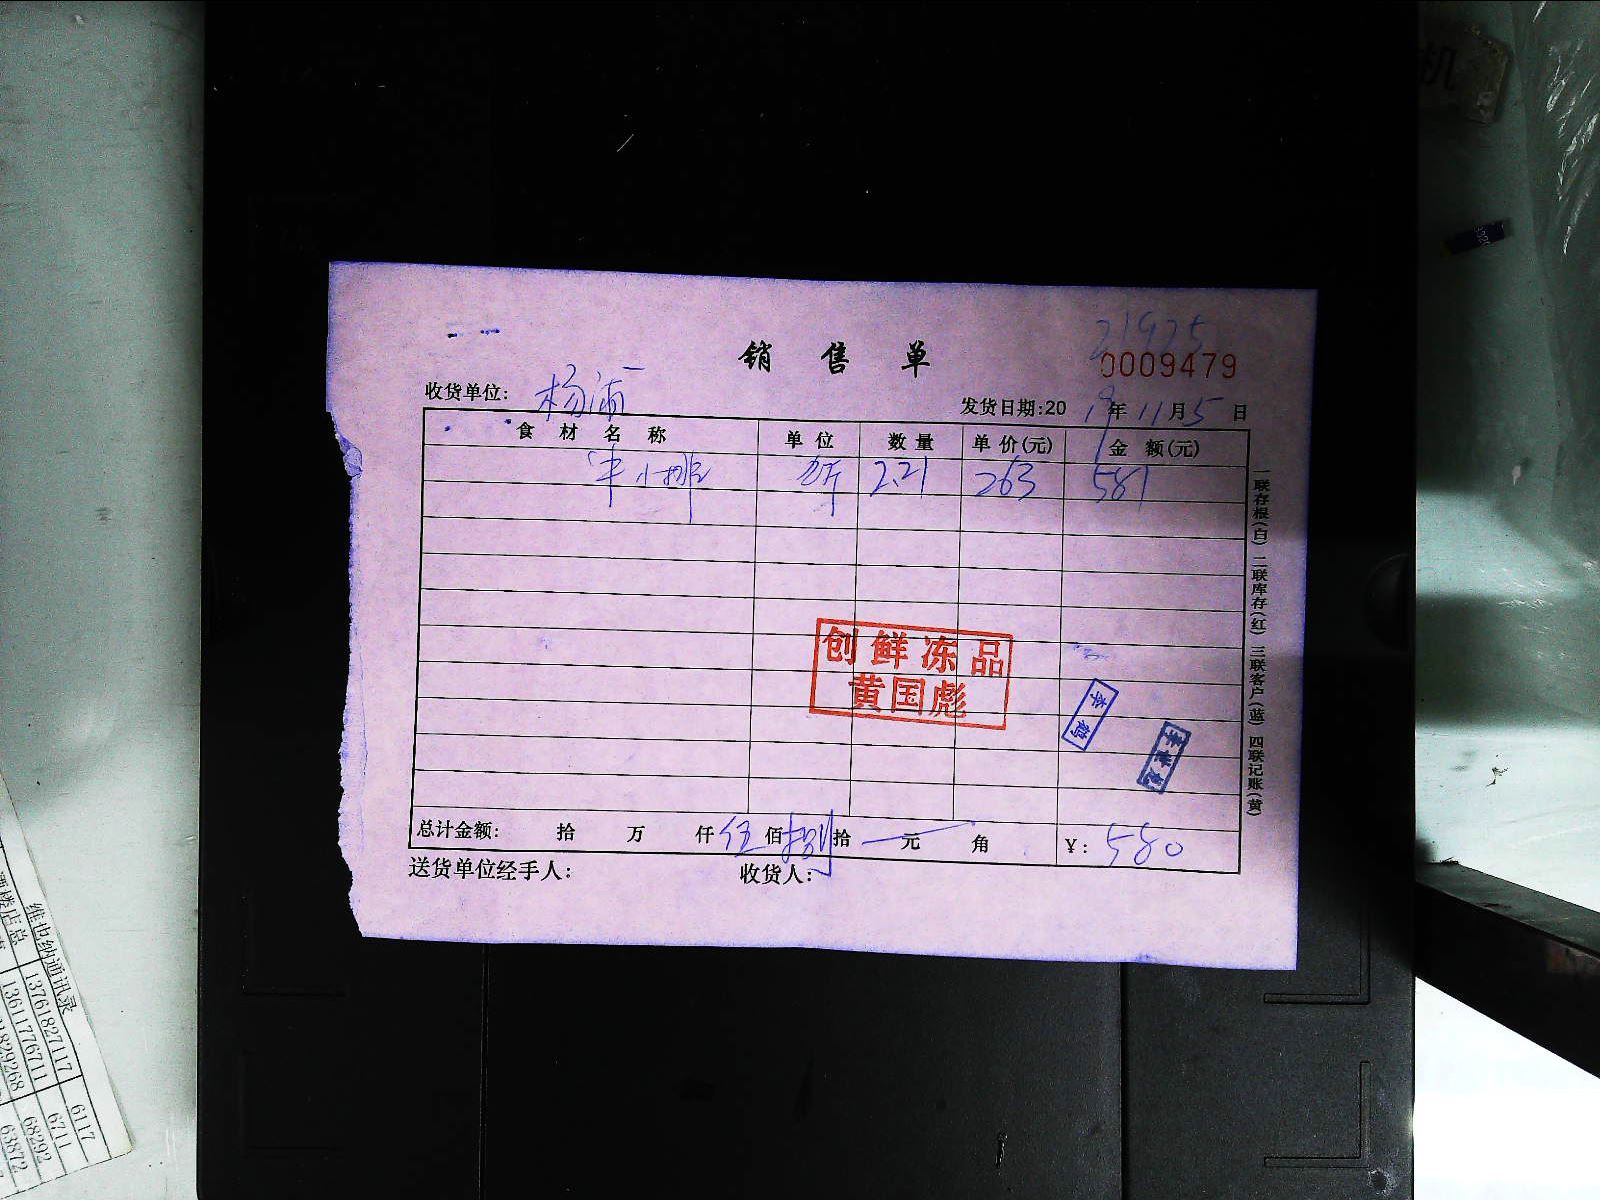 机
销售单
21925
0009479
收货单位: 杨浦
发货日期:20 19年 11月 5日
食材名称 单位 数量 单价(元) 金额(元)
牛小排 斤 2.21 263 581
一联存根(白) 二联库存(红) 三联客户(蓝) 四联记账(黄)
创鲜冻品
黄国彪
总计金额: 拾 万 仟 伍 佰 捌 拾 元 角 ¥: 580
送货单位经手人: 收货人:
维也纳通讯录
13761827117 6117
13611776711 6711
68292
63872